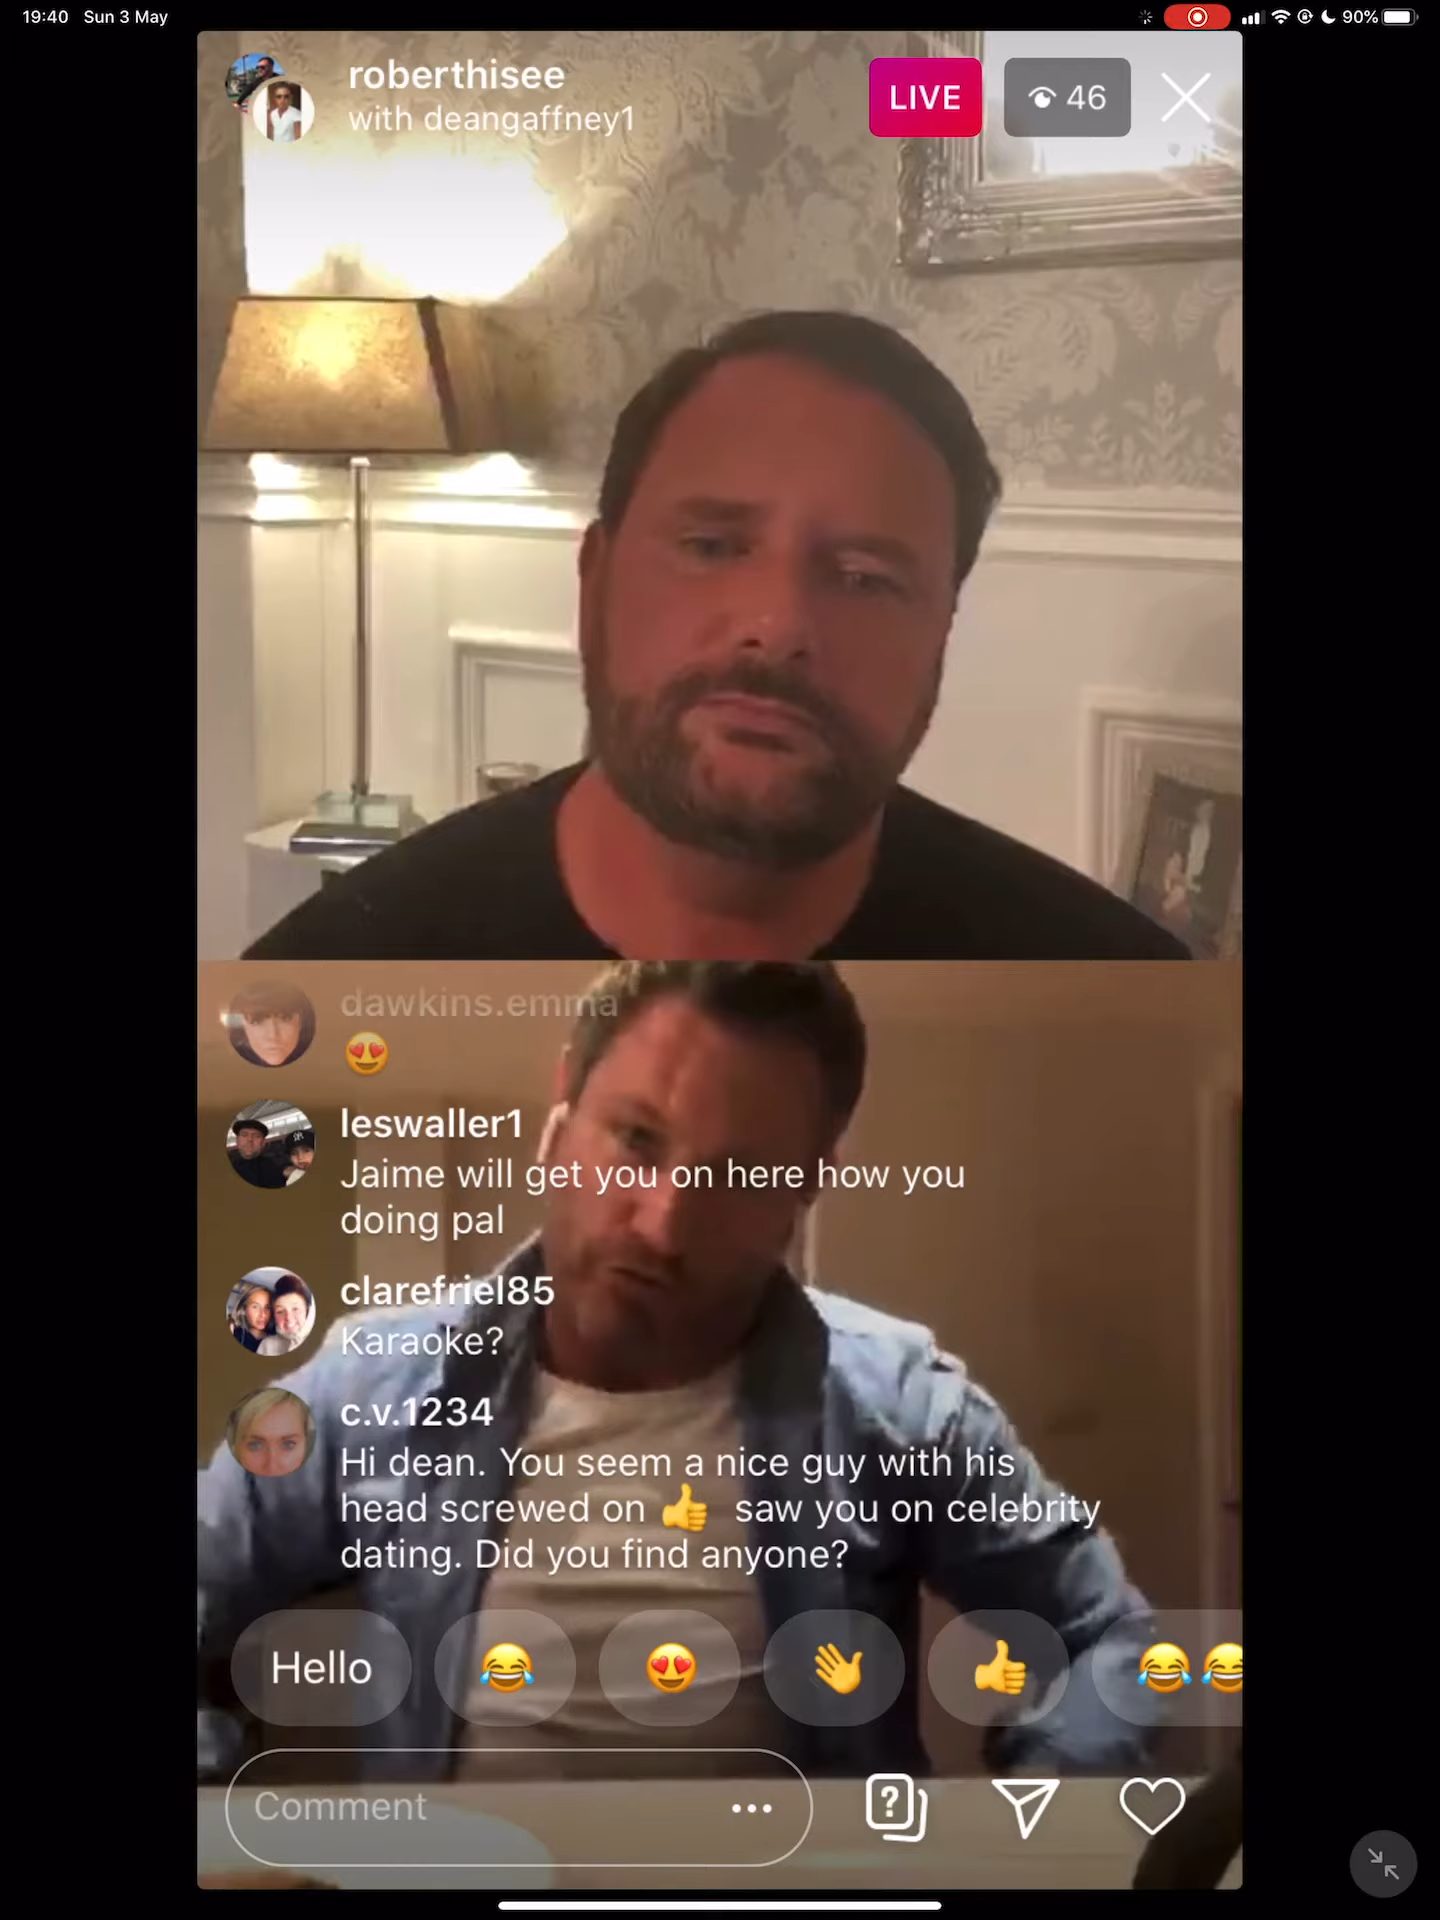 19:40 Sun 3 May
90%
roberthisee
with deangaffney1
LIVE
46
dawkins.emma
😍
leswaller1
Jaime will get you on here how you
doing pal
clarefriel85
Karaoke?
c.v.1234
Hi dean. You seem a nice guy with his
head screwed on 👍 saw you on celebrity
dating. Did you find anyone?
Hello 😂 😍 👋 👍 😂😂
Comment